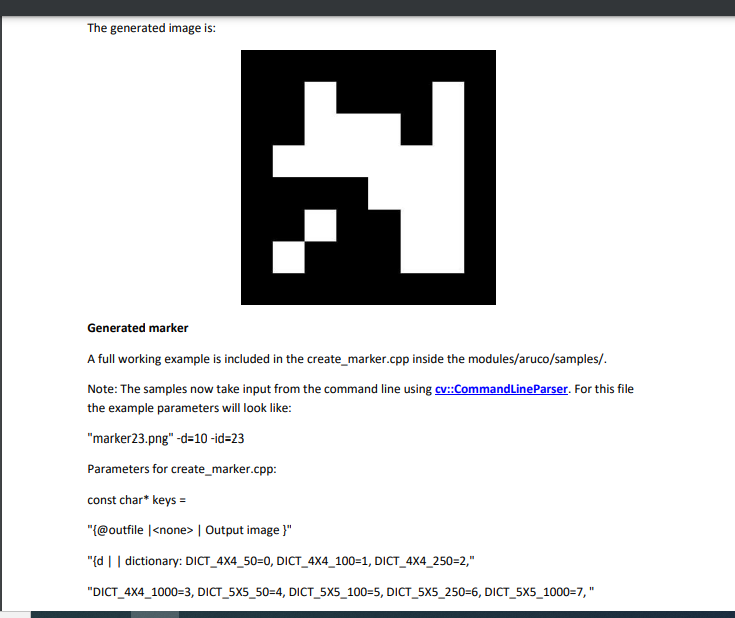 The generated image is:
Generated marker
A full working example is included in the create_marker.cpp inside the modules/aruco/samples/.
Note: The samples now take input from the command line using cv::CommandLineParser. For this file
the example parameters will look like:
"marker23.png" -d=10 -id=23
Parameters for create_marker.cpp:
const char* keys =
"{@outfile |<none> | Output image }"
"{d | | dictionary: DICT_4X4_50=0, DICT_4X4_100=1, DICT_4X4_250=2,"
"DICT_4X4_1000=3, DICT_5X5_50=4, DICT_5X5_100=5, DICT_5X5_250=6, DICT_5X5_1000=7, "